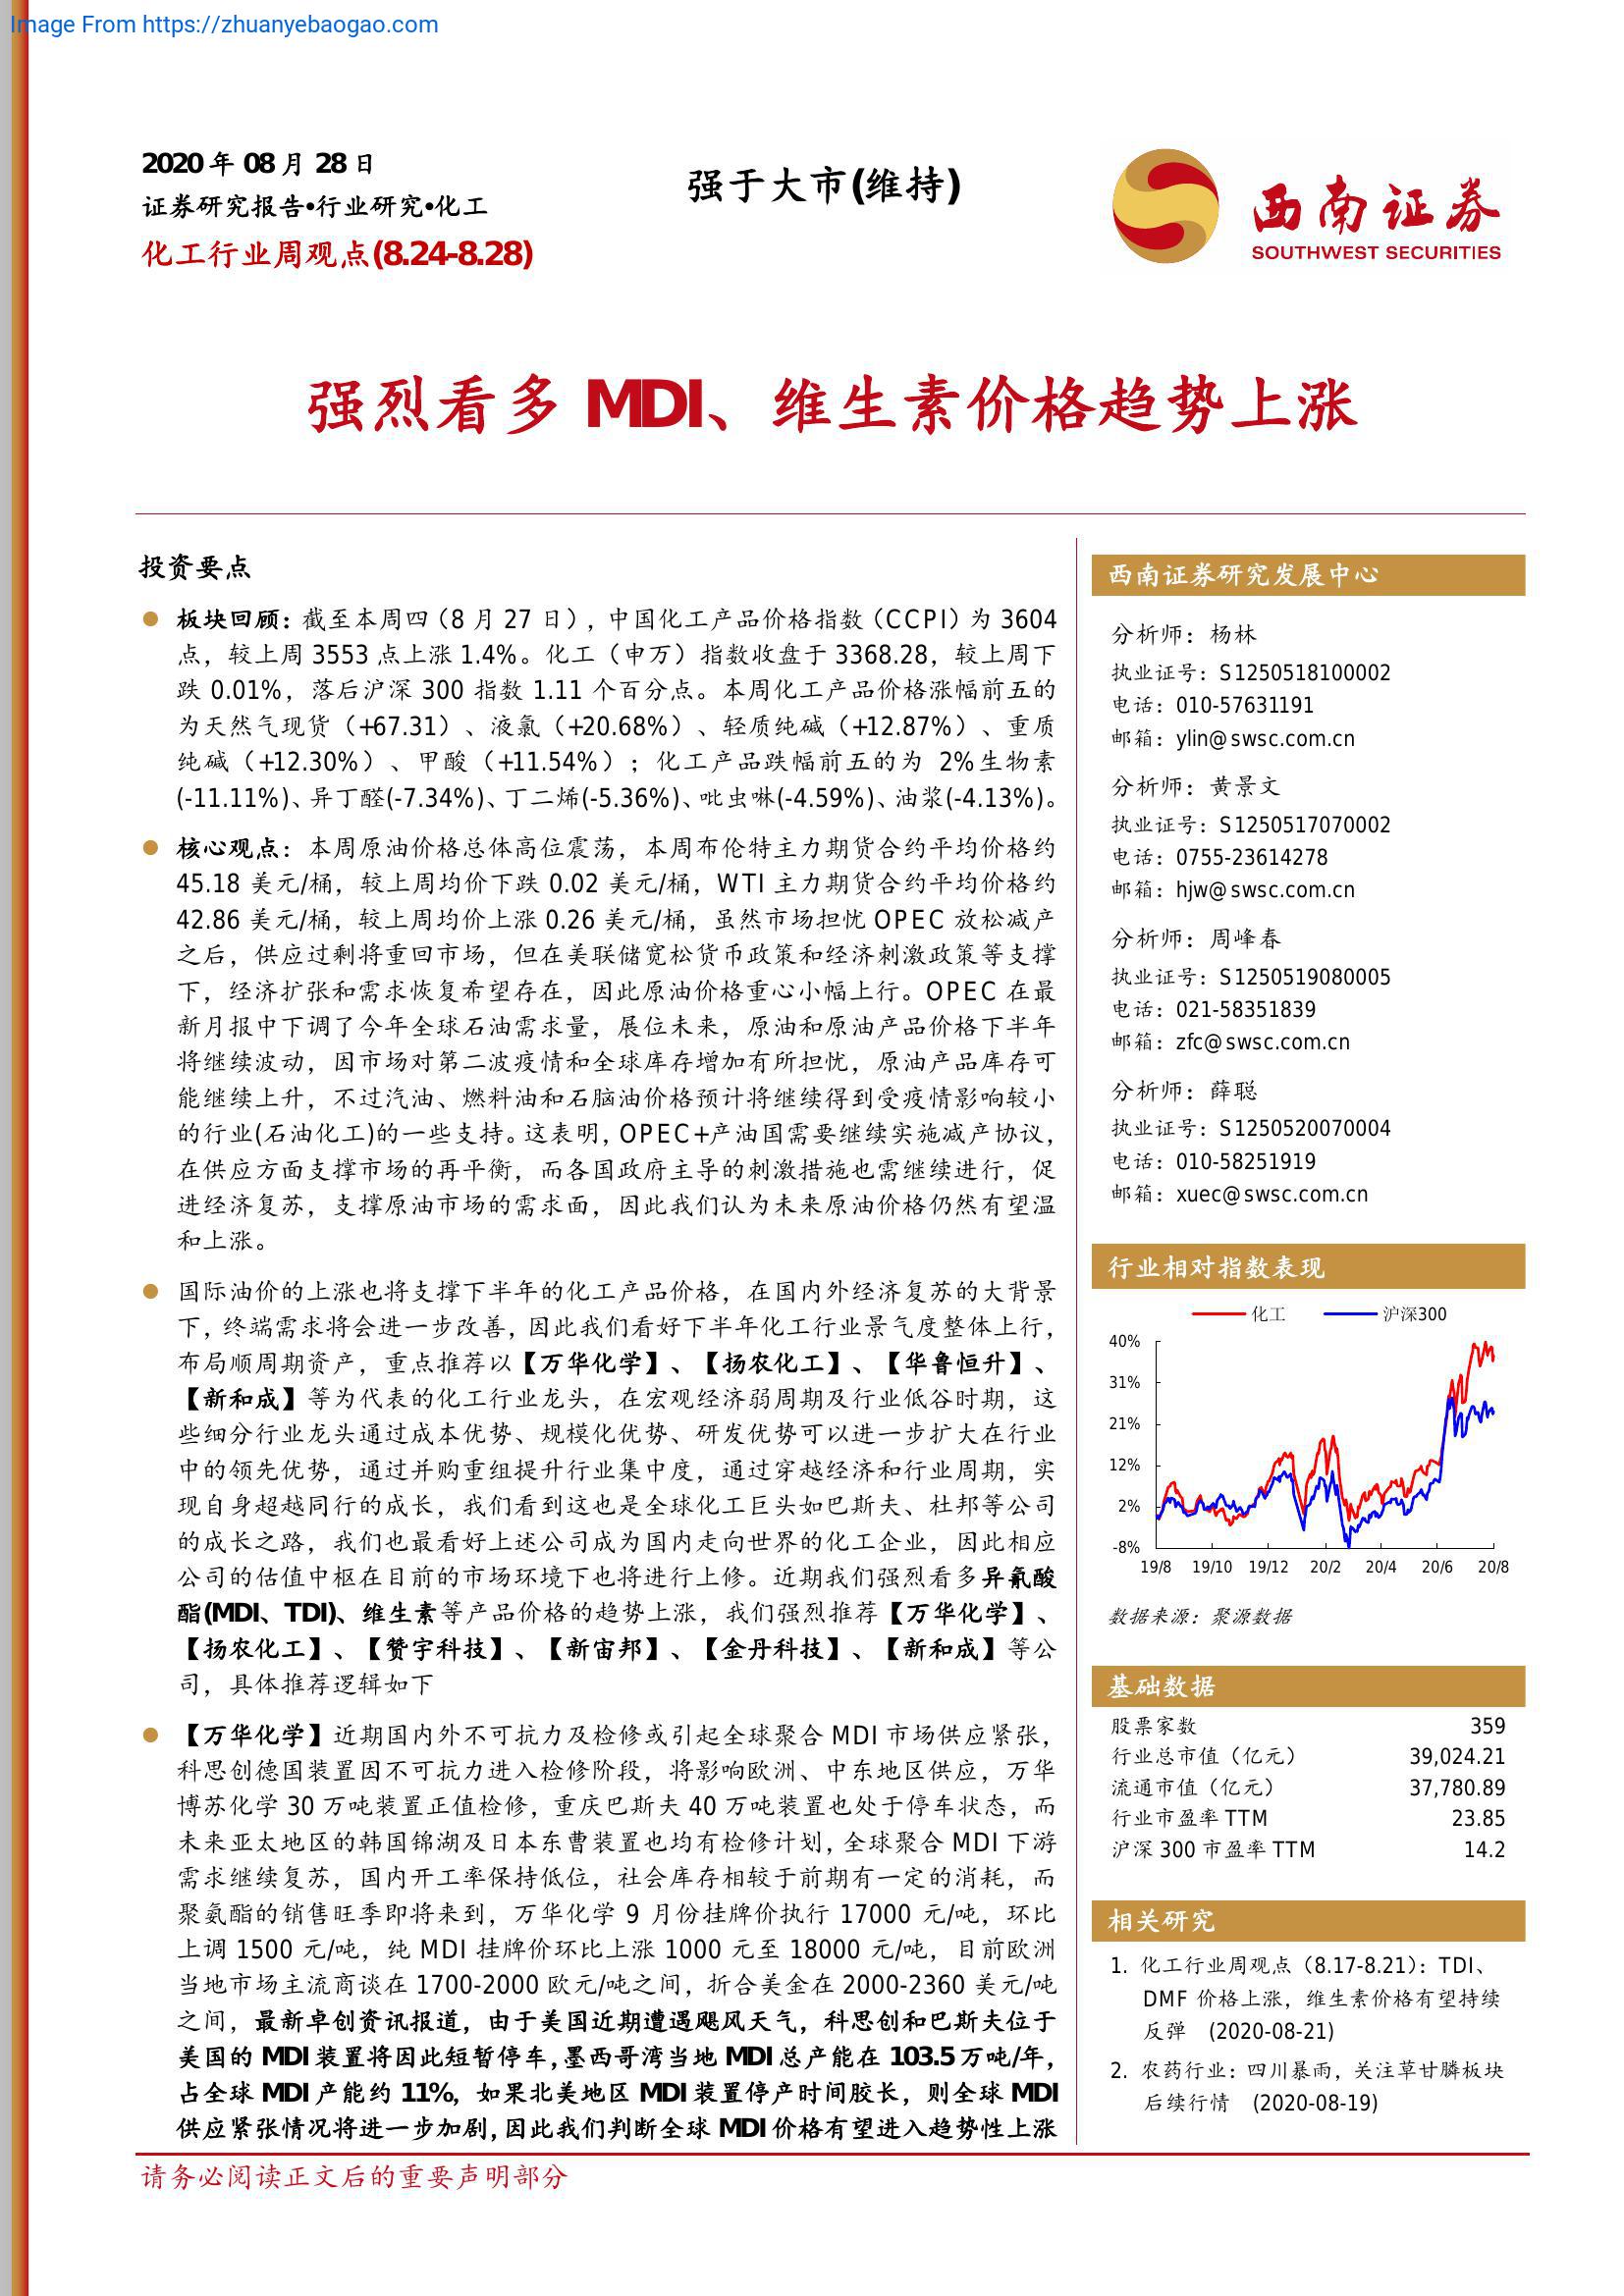 Image From https://zhuanyebaogao.com
2020 年 08 月 28 日
证券研究报告•行业研究•化工
化工行业周观点(8.24-8.28)
强于大市(维持)
西南证券
SOUTHWEST SECURITIES
强烈看多 MDI、维生素价格趋势上涨
投资要点
板块回顾：截至本周四（8 月 27 日），中国化工产品价格指数（CCPI）为 3604
点，较上周 3553 点上涨 1.4%。化工（申万）指数收盘于 3368.28，较上周下
跌 0.01%，落后沪深 300 指数 1.11 个百分点。本周化工产品价格涨幅前五的
为天然气现货（+67.31）、液氯（+20.68%）、轻质纯碱（+12.87%）、重质
纯碱（+12.30%）、甲酸（+11.54%）；化工产品跌幅前五的为 2%生物素
(-11.11%)、异丁醛(-7.34%)、丁二烯(-5.36%)、吡虫啉(-4.59%)、油浆(-4.13%)。
核心观点：本周原油价格总体高位震荡，本周布伦特主力期货合约平均价格约
45.18 美元/桶，较上周均价下跌 0.02 美元/桶，WTI 主力期货合约平均价格约
42.86 美元/桶，较上周均价上涨 0.26 美元/桶，虽然市场担忧 OPEC 放松减产
之后，供应过剩将重回市场，但在美联储宽松货币政策和经济刺激政策等支撑
下，经济扩张和需求恢复希望存在，因此原油价格重心小幅上行。OPEC 在最
新月报中下调了今年全球石油需求量，展位未来，原油和原油产品价格下半年
将继续波动，因市场对第二波疫情和全球库存增加有所担忧，原油产品库存可
能继续上升，不过汽油、燃料油和石脑油价格预计将继续得到受疫情影响较小
的行业(石油化工)的一些支持。这表明，OPEC+产油国需要继续实施减产协议，
在供应方面支撑市场的再平衡，而各国政府主导的刺激措施也需继续进行，促
进经济复苏，支撑原油市场的需求面，因此我们认为未来原油价格仍然有望温
和上涨。
国际油价的上涨也将支撑下半年的化工产品价格，在国内外经济复苏的大背景
下，终端需求将会进一步改善，因此我们看好下半年化工行业景气度整体上行，
布局顺周期资产，重点推荐以【万华化学】、【扬农化工】、【华鲁恒升】、
【新和成】等为代表的化工行业龙头，在宏观经济弱周期及行业低谷时期，这
些细分行业龙头通过成本优势、规模化优势、研发优势可以进一步扩大在行业
中的领先优势，通过并购重组提升行业集中度，通过穿越经济和行业周期，实
现自身超越同行的成长，我们看到这也是全球化工巨头如巴斯夫、杜邦等公司
的成长之路，我们也最看好上述公司成为国内走向世界的化工企业，因此相应
公司的估值中枢在目前的市场环境下也将进行上修。近期我们强烈看多异氰酸
酯(MDI、TDI)、维生素等产品价格的趋势上涨，我们强烈推荐【万华化学】、
【扬农化工】、【赞宇科技】、【新宙邦】、【金丹科技】、【新和成】等公
司，具体推荐逻辑如下
【万华化学】近期国内外不可抗力及检修或引起全球聚合 MDI 市场供应紧张，
科思创德国装置因不可抗力进入检修阶段，将影响欧洲、中东地区供应，万华
博苏化学 30 万吨装置正值检修，重庆巴斯夫 40 万吨装置也处于停车状态，而
未来亚太地区的韩国锦湖及日本东曹装置也均有检修计划，全球聚合 MDI 下游
需求继续复苏，国内开工率保持低位，社会库存相较于前期有一定的消耗，而
聚氨酯的销售旺季即将来到，万华化学 9 月份挂牌价执行 17000 元/吨，环比
上调 1500 元/吨，纯 MDI 挂牌价环比上涨 1000 元至 18000 元/吨，目前欧洲
当地市场主流商谈在 1700-2000 欧元/吨之间，折合美金在 2000-2360 美元/吨
之间，最新卓创资讯报道，由于美国近期遭遇飓风天气，科思创和巴斯夫位于
美国的 MDI 装置将因此短暂停车，墨西哥湾当地 MDI 总产能在 103.5 万吨/年，
占全球 MDI 产能约 11%，如果北美地区 MDI 装置停产时间胶长，则全球 MDI
供应紧张情况将进一步加剧，因此我们判断全球 MDI 价格有望进入趋势性上涨
西南证券研究发展中心
分析师：杨林
执业证号：S1250518100002
电话：010-57631191
邮箱：ylin@swsc.com.cn
分析师：黄景文
执业证号：S1250517070002
电话：0755-23614278
邮箱：hjw@swsc.com.cn
分析师：周峰春
执业证号：S1250519080005
电话：021-58351839
邮箱：zfc@swsc.com.cn
分析师：薛聪
执业证号：S1250520070004
电话：010-58251919
邮箱：xuec@swsc.com.cn
行业相对指数表现
化工 沪深300
40%
31%
21%
12%
2%
-8%
19/8 19/10 19/12 20/2 20/4 20/6 20/8
数据来源：聚源数据
基础数据
股票家数 359
行业总市值（亿元） 39,024.21
流通市值（亿元） 37,780.89
行业市盈率 TTM 23.85
沪深 300 市盈率 TTM 14.2
相关研究
1. 化工行业周观点（8.17-8.21）：TDI、
DMF 价格上涨，维生素价格有望持续
反弹 (2020-08-21)
2. 农药行业：四川暴雨，关注草甘膦板块
后续行情 (2020-08-19)
请务必阅读正文后的重要声明部分